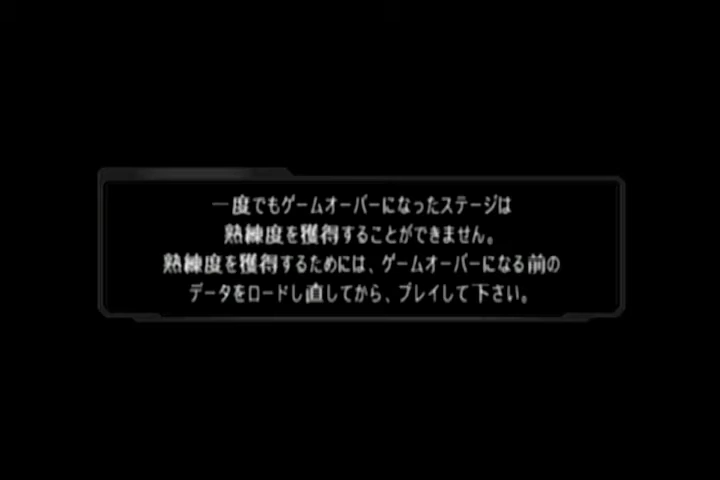 一度でもゲームオーバーになったステージは
熟練度を獲得することができません。
熟練度を獲得するためには、ゲームオーバーになる前の
データをロードし直してから、プレイして下さい。